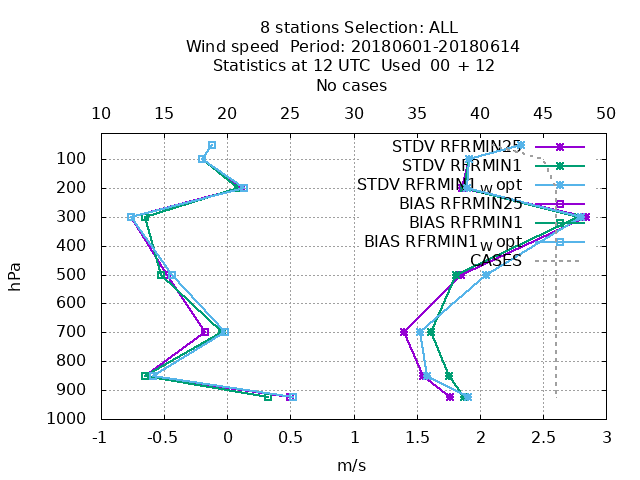 8 stations Selection: ALL
Wind speed  Period: 20180601-20180614
Statistics at 12 UTC  Used  00 + 12
No cases
10 15 20 25 30 35 40 45 50
STDV RFRMIN25
STDV RFRMIN1
STDV RFRMIN1_w opt
BIAS RFRMIN25
BIAS RFRMIN1
BIAS RFRMIN1_w opt
CASES
100
200
300
400
500
600
700
800
900
1000
hPa
-1 -0.5 0 0.5 1 1.5 2 2.5 3
m/s